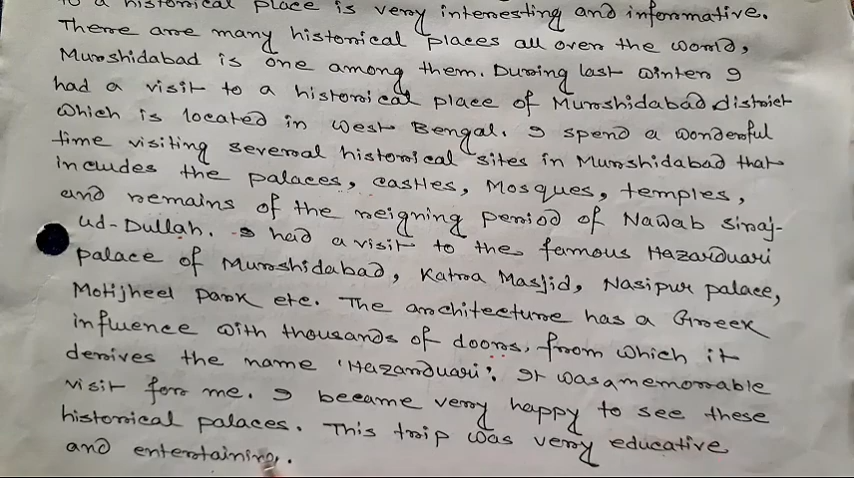 to a historical place is very interesting and informative.
There are many historical places all over the world,
Murshidabad is one among them. During last winter I
had a visit to a historical place of Murshidabad district
which is located in West Bengal. I spend a wonderful
time visiting several historical sites in Murshidabad that
includes the palaces, castles, Mosques, temples,
and remains of the reigning period of Nawab Siraj-
ud-Dullah. I had a visit to the famous Hazarduari
palace of Murshidabad, Katra Masjid, Nasipur palace,
Motijheel Park etc. The architecture has a Greek
influence with thousands of doors, from which it
derives the name 'Hazarduari'. It was a memorable
visit for me. I became very happy to see these
historical palaces. This trip was very educative
and entertaining.